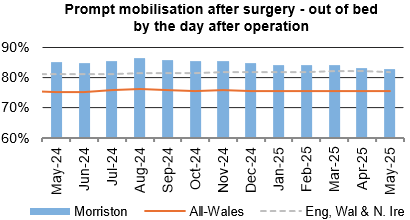 Prompt mobilisation after surgery - out of bed
by the day after operation
90%
80%
70%
60%
May-24
Jun-24
Jul-24
Aug-24
Sep-24
Oct-24
Nov-24
Dec-24
Jan-25
Feb-25
Mar-25
Apr-25
May-25
Morriston All-Wales Eng, Wal & N. Ire